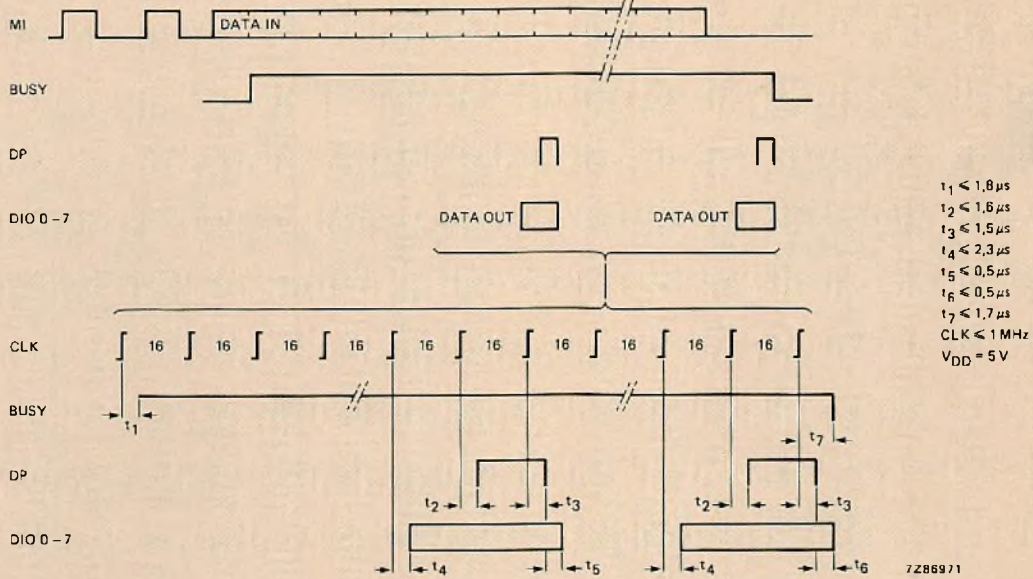 MI
DATA IN
BUSY
DP
DIO 0–7
DATA OUT
DATA OUT
t1 ≤ 1,8 μs
t2 ≤ 1,6 μs
t3 ≤ 1,5 μs
t4 ≤ 2,3 μs
t5 ≤ 0,5 μs
t6 ≤ 0,5 μs
t7 ≤ 1,7 μs
CLK ≤ 1 MHz
VDD = 5 V
CLK
16 16 16 16 16 16 16 16 16 16
BUSY
t1
t7
DP
t2
t3
t2
t3
DIO 0–7
t4
t5
t4
t6
7Z86971